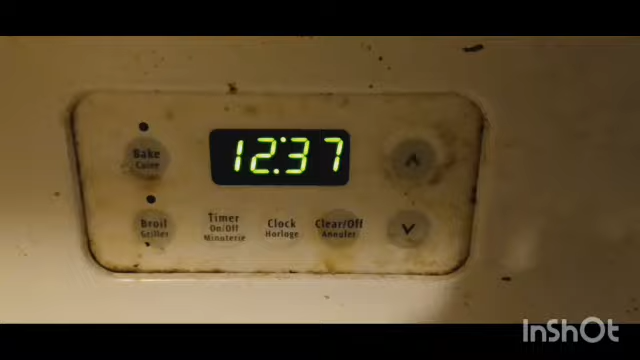 Bake
Cuire
12:37
Broil
Griller
Timer
On/Off
Minuterie
Clock
Horloge
Clear/Off
Annuler
InShOt